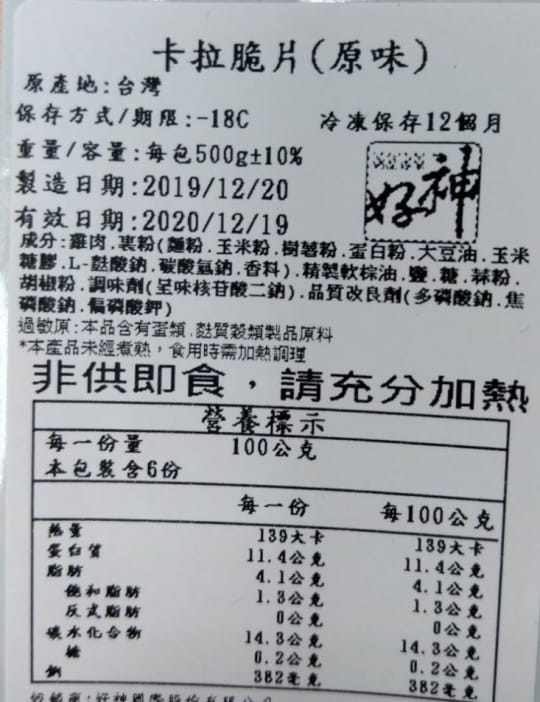 卡拉脆片(原味)
原產地:台灣
保存方式/期限:-18C 冷凍保存12個月
重量/容量:每包500g±10%
製造日期:2019/12/20
有效日期:2020/12/19
好神
成分:雞肉.裹粉(麵粉.玉米粉.樹薯粉.蛋白粉.大豆油.玉米
糖膠.L-麩酸鈉.碳酸氫鈉.香料).精製軟棕油.鹽.糖.蒜粉.
胡椒粉.調味劑(呈味核苷酸二鈉).品質改良劑(多磷酸鈉.焦
磷酸鈉.偏磷酸鉀)
過敏原:本品含有蛋類.麩質穀類製品原料
*本產品未經煮熟，食用時需加熱調理
非供即食，請充分加熱
營養標示
每一份量 100公克
本包裝含6份
每一份 每100公克
熱量 139大卡 139大卡
蛋白質 11.4公克 11.4公克
脂肪 4.1公克 4.1公克
飽和脂肪 1.3公克 1.3公克
反式脂肪 0公克 0公克
碳水化合物 14.3公克 14.3公克
糖 0.2公克 0.2公克
鈉 382毫克 382毫克